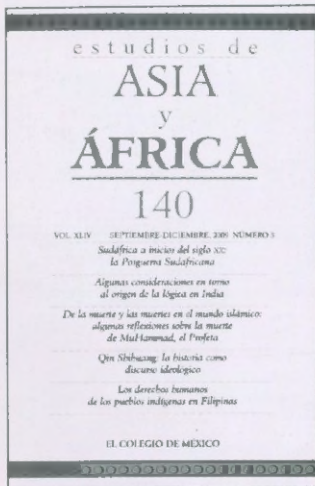 estudios de
ASIA
y
ÁFRICA
140
VOL. XLIV SEPTIEMBRE-DICIEMBRE, 2009 NÚMERO 3
Sudáfrica a inicios del siglo XXI:
la Posguerra Sudafricana
Algunas consideraciones en torno
al origen de la lógica en India
De la muerte y las muertes en el mundo islámico:
algunas reflexiones sobre la muerte
de MuHammad, el Profeta
Qin Shihuang: la historia como
discurso ideológico
Los derechos humanos
de los pueblos indígenas en Filipinas
EL COLEGIO DE MÉXICO